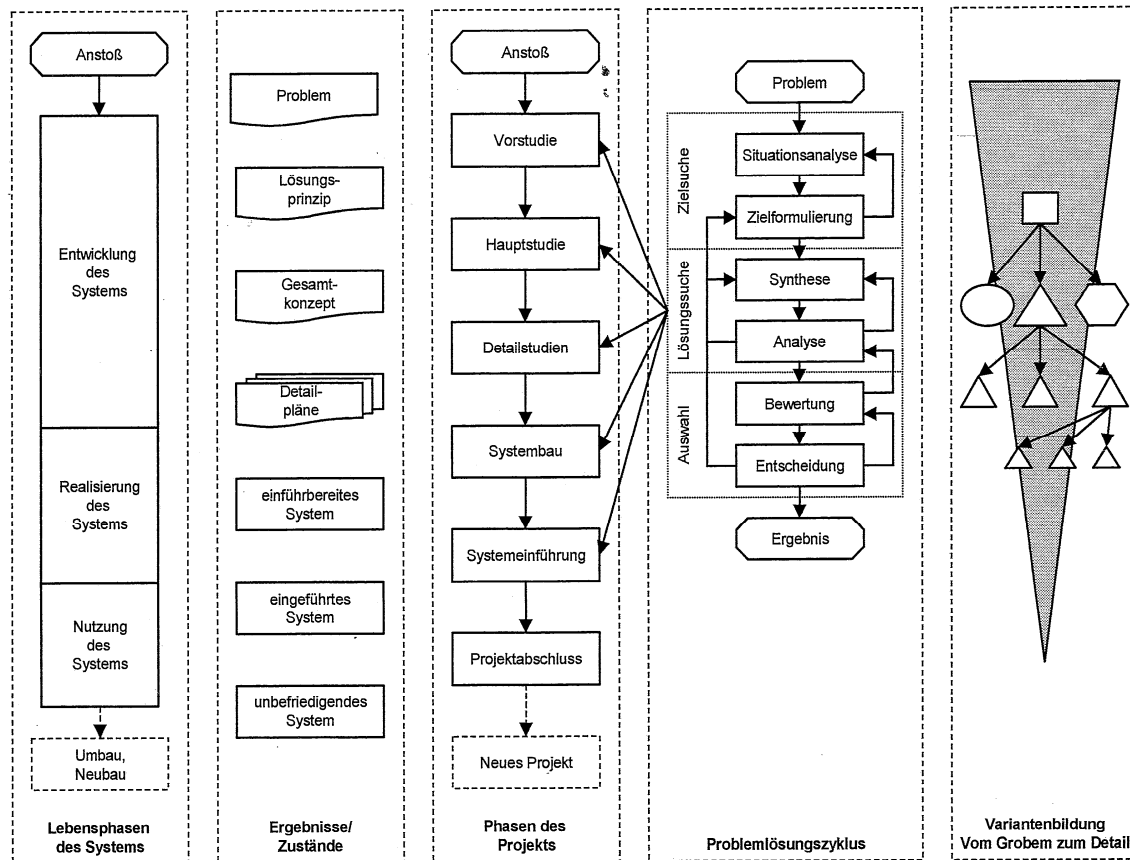 Anstoß
Entwicklung
des
Systems
Realisierung
des
Systems
Nutzung
des
Systems
Umbau,
Neubau
Lebensphasen
des Systems
Problem
Lösungs-
prinzip
Gesamt-
konzept
Detail-
pläne
einführbereites
System
eingeführtes
System
unbefriedigendes
System
Ergebnisse/
Zustände
Anstoß
Vorstudie
Hauptstudie
Detailstudien
Systembau
Systemeinführung
Projektabschluss
Neues Projekt
Phasen des
Projekts
Problem
Zielsuche
Situationsanalyse
Zielformulierung
Lösungssuche
Synthese
Analyse
Auswahl
Bewertung
Entscheidung
Ergebnis
Problemlösungszyklus
Variantenbildung
Vom Grobem zum Detail